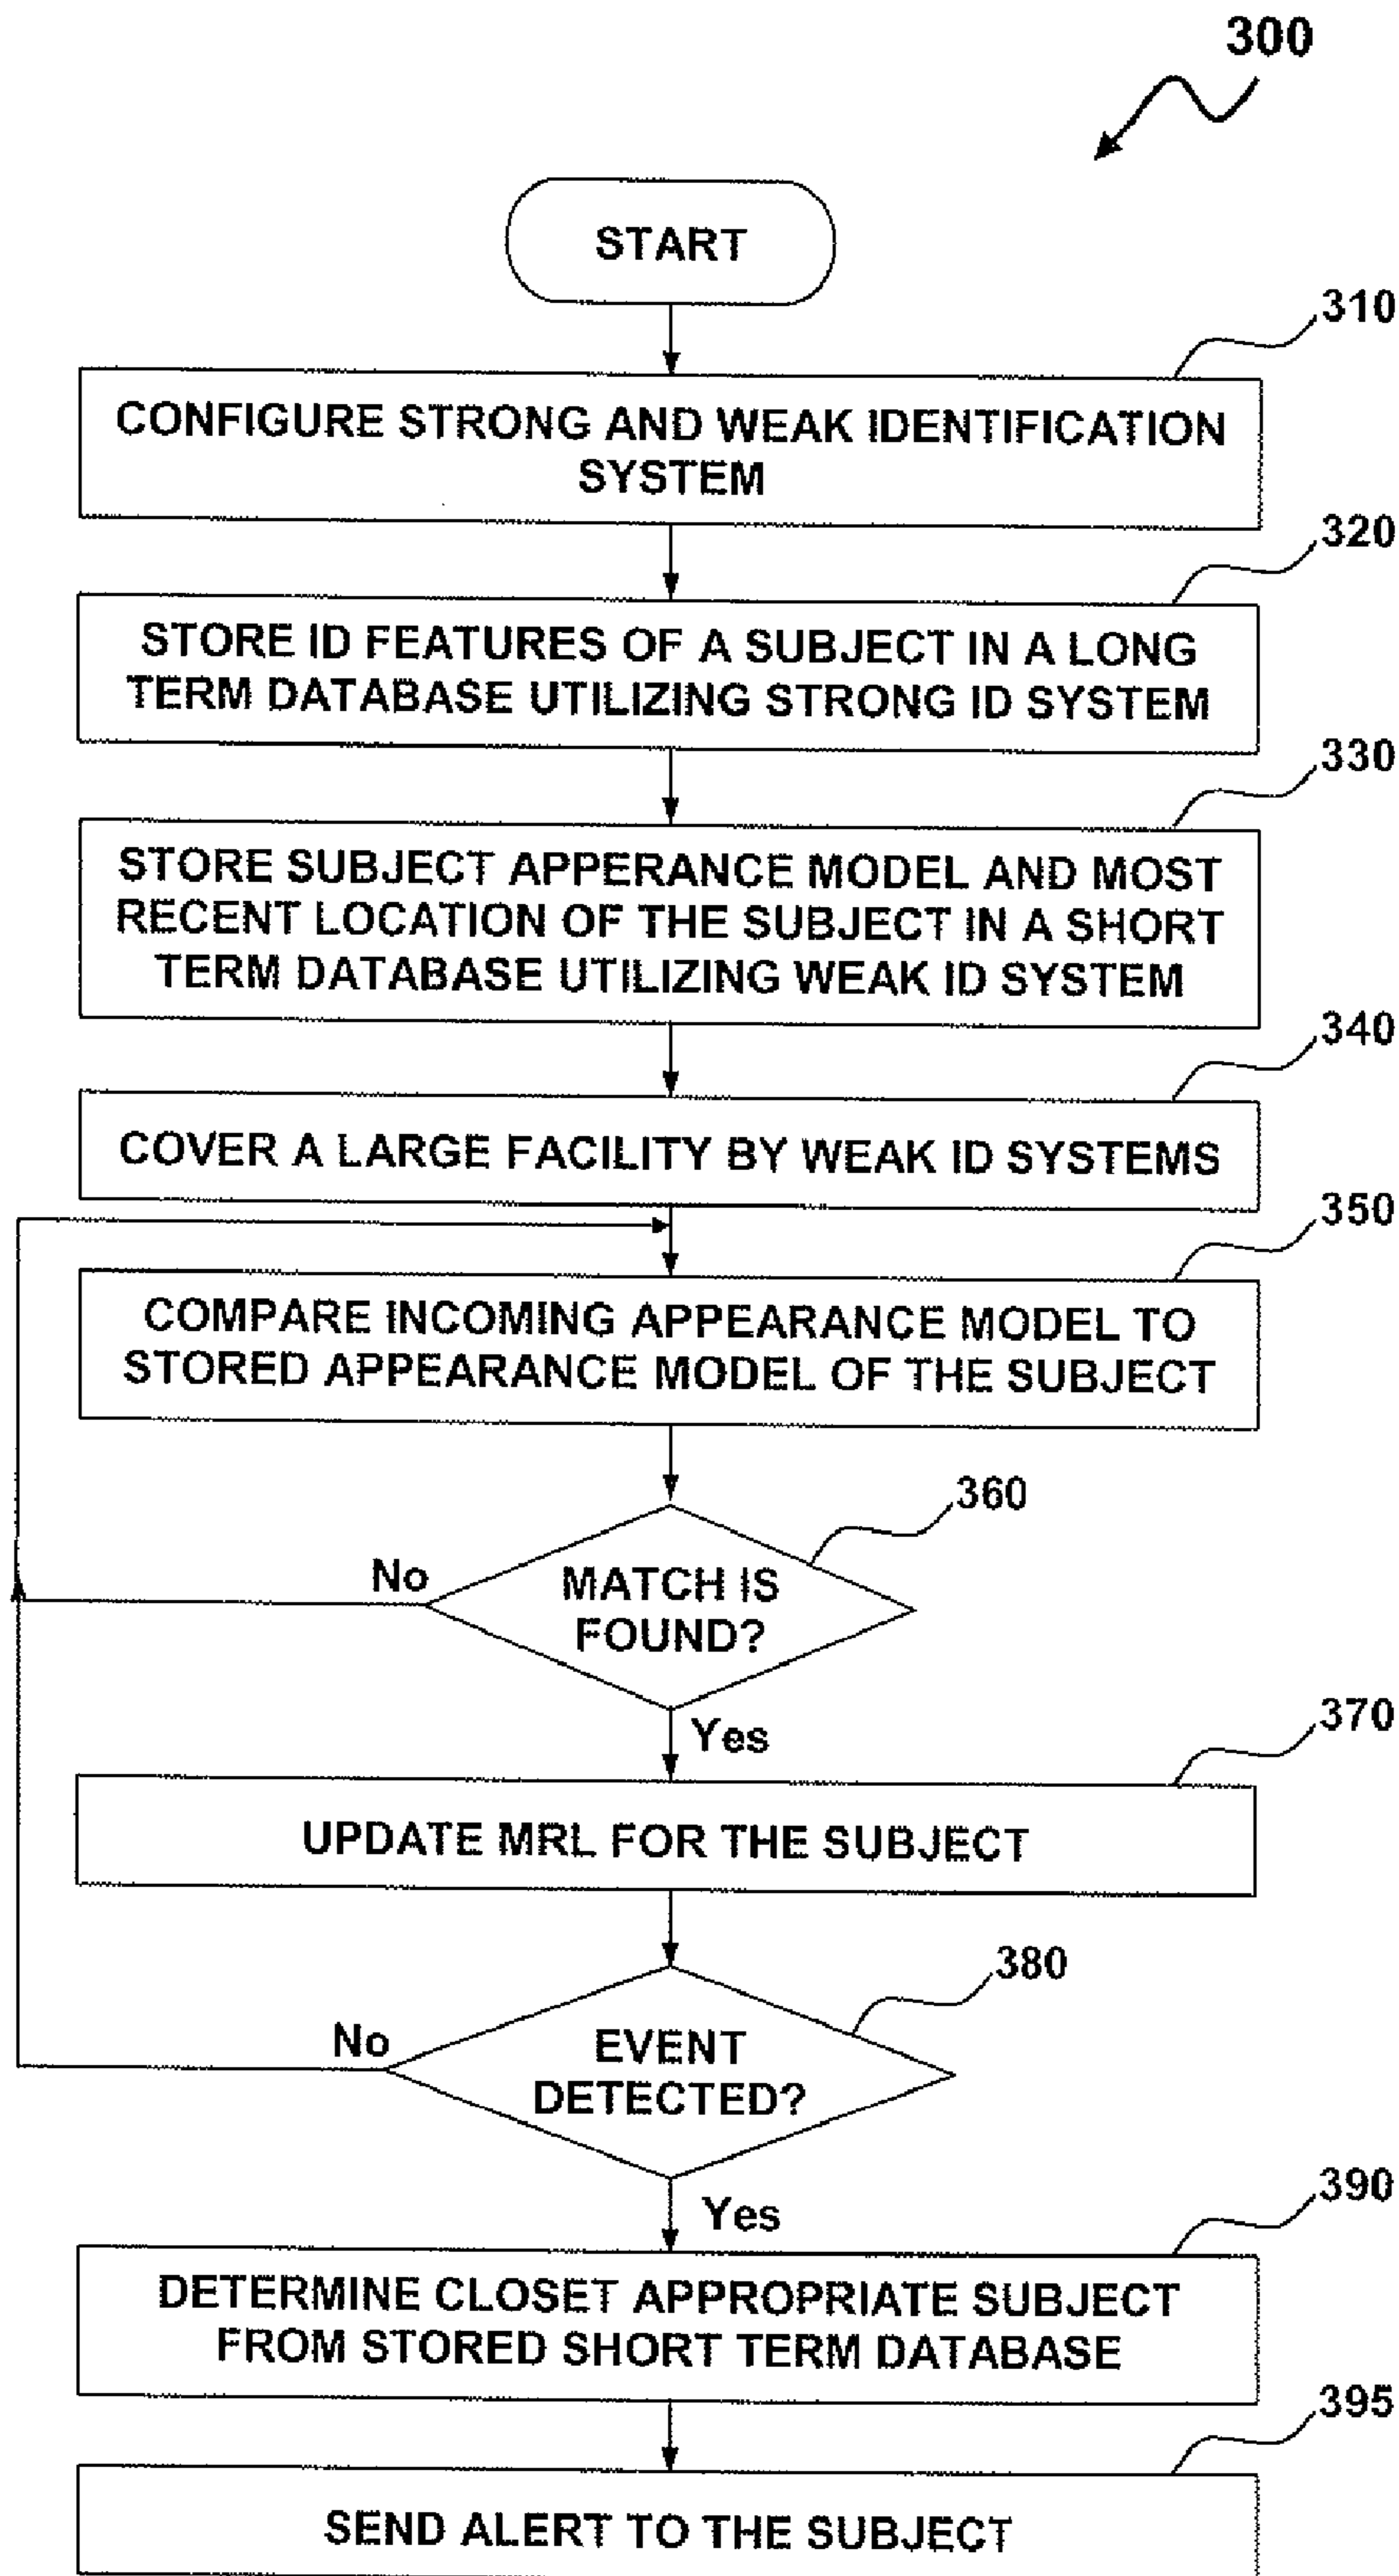 300
START
310
CONFIGURE STRONG AND WEAK IDENTIFICATION
SYSTEM
320
STORE ID FEATURES OF A SUBJECT IN A LONG
TERM DATABASE UTILIZING STRONG ID SYSTEM
330
STORE SUBJECT APPERANCE MODEL AND MOST
RECENT LOCATION OF THE SUBJECT IN A SHORT
TERM DATABASE UTILIZING WEAK ID SYSTEM
340
COVER A LARGE FACILITY BY WEAK ID SYSTEMS
350
COMPARE INCOMING APPEARANCE MODEL TO
STORED APPEARANCE MODEL OF THE SUBJECT
360
No
MATCH IS
FOUND?
Yes
370
UPDATE MRL FOR THE SUBJECT
380
No
EVENT
DETECTED?
Yes
390
DETERMINE CLOSET APPROPRIATE SUBJECT
FROM STORED SHORT TERM DATABASE
395
SEND ALERT TO THE SUBJECT